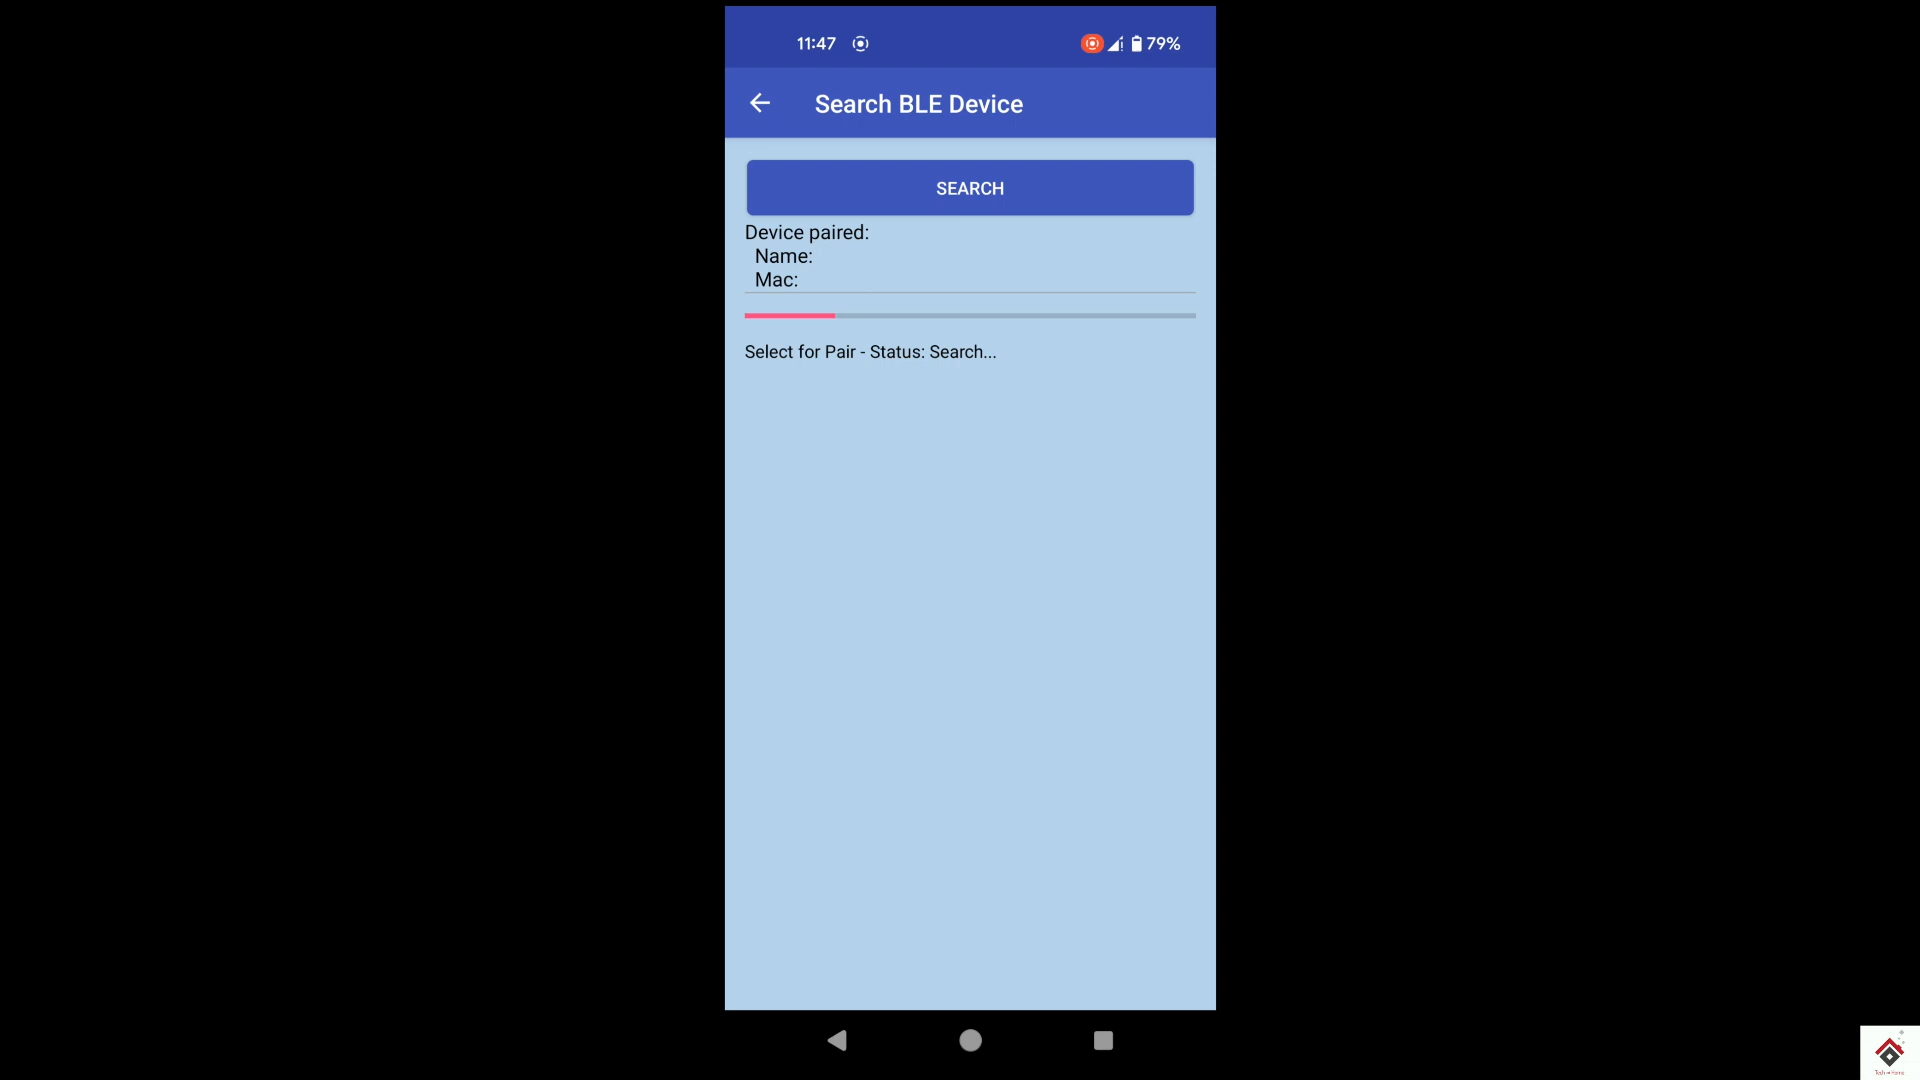 11:47
79%
Search BLE Device
SEARCH
Device paired:
Name:
Mac:
Select for Pair - Status: Search...